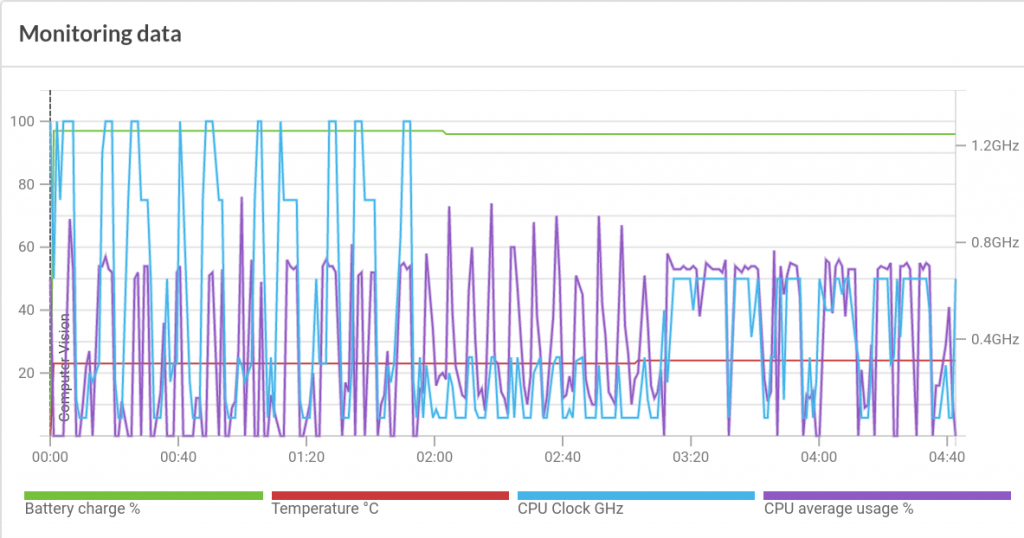 Monitoring data
100
80
60
40
20
1.2GHz
0.8GHz
0.4GHz
Computer Vision
00:00 00:40 01:20 02:00 02:40 03:20 04:00 04:40
Battery charge % Temperature °C CPU Clock GHz CPU average usage %